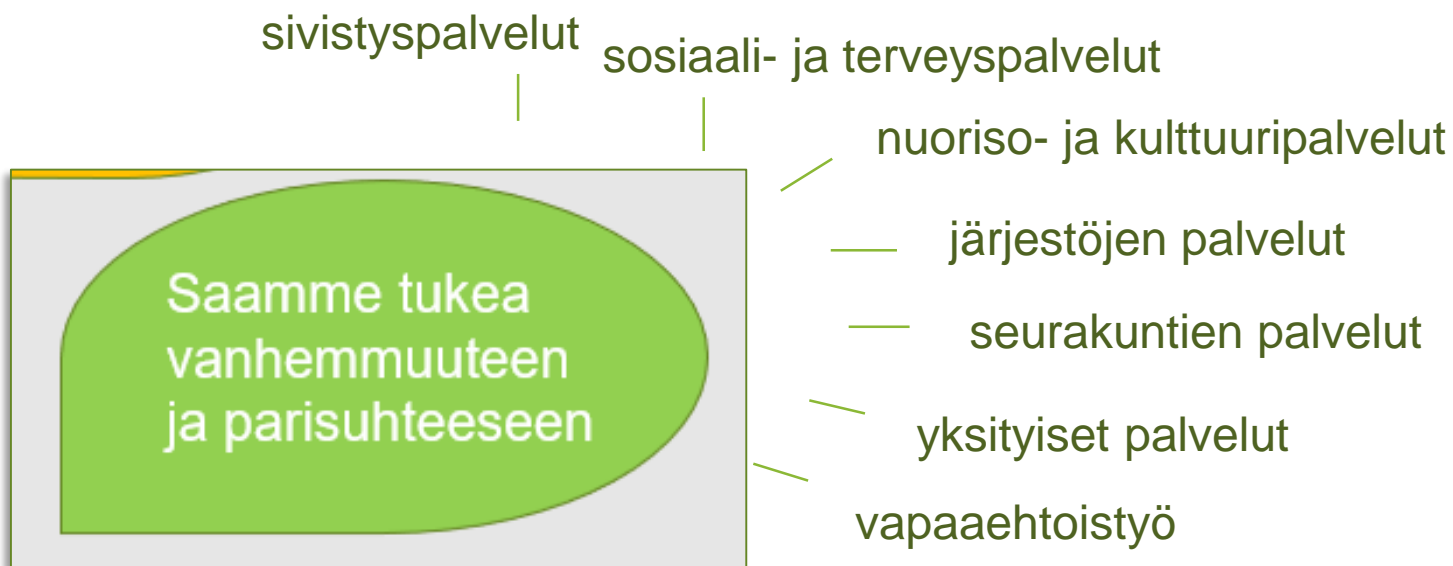 sivistyspalvelut
sosiaali- ja terveyspalvelut
nuoriso- ja kulttuuripalvelut
järjestöjen palvelut
Saamme tukea
vanhemmuuteen
ja parisuhteeseen
seurakuntien palvelut
yksityiset palvelut
vapaaehtoistyö